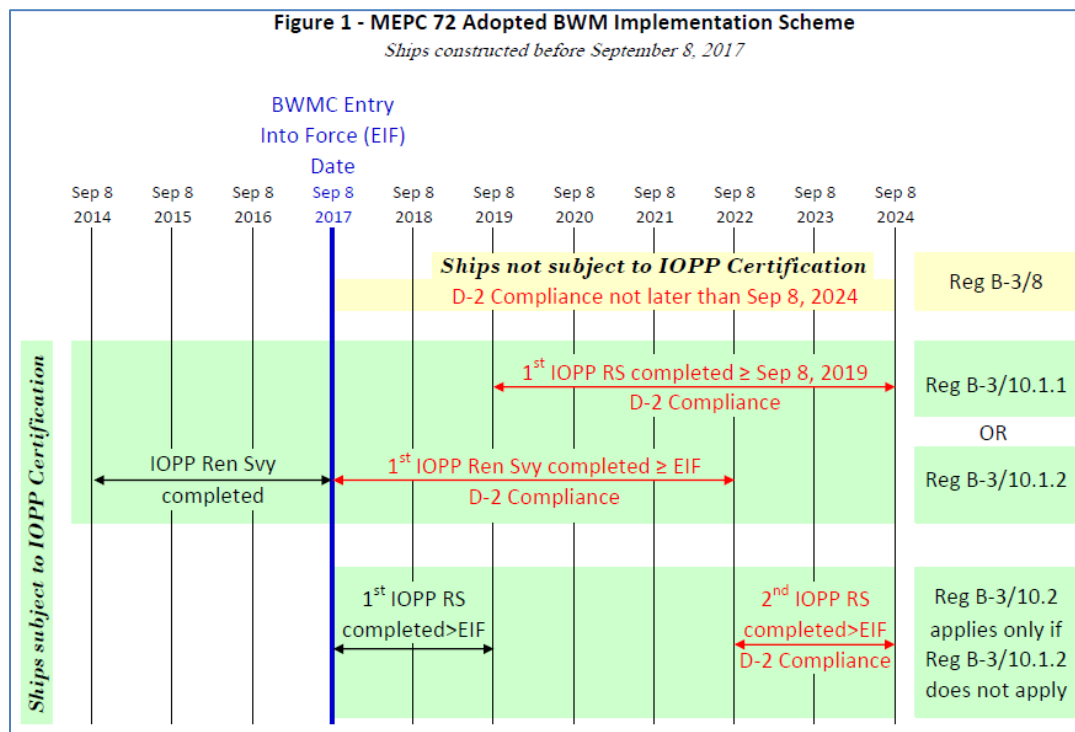 Figure 1 - MEPC 72 Adopted BWM Implementation Scheme
Ships constructed before September 8, 2017
BWMC Entry
Into Force (EIF)
Date
Sep 8 Sep 8 Sep 8 Sep 8 Sep 8 Sep 8 Sep 8 Sep 8 Sep 8 Sep 8 Sep 8
2014 2015 2016 2017 2018 2019 2020 2021 2022 2023 2024
Ships not subject to IOPP Certification
D-2 Compliance not later than Sep 8, 2024
Reg B-3/8
Ships subject to IOPP Certification
1st IOPP RS completed ≥ Sep 8, 2019
D-2 Compliance
Reg B-3/10.1.1
OR
IOPP Ren Svy
completed
1st IOPP Ren Svy completed ≥ EIF
D-2 Compliance
Reg B-3/10.1.2
1st IOPP RS
completed>EIF
2nd IOPP RS
completed>EIF
D-2 Compliance
Reg B-3/10.2
applies only if
Reg B-3/10.1.2
does not apply